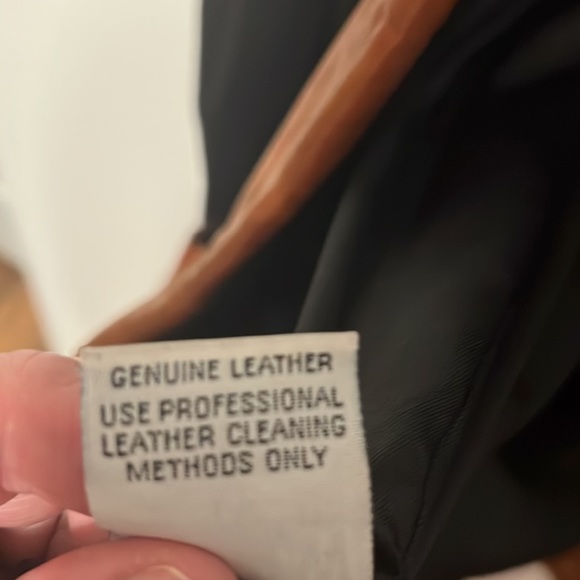 GENUINE LEATHER
USE PROFESSIONAL
LEATHER CLEANING
METHODS ONLY